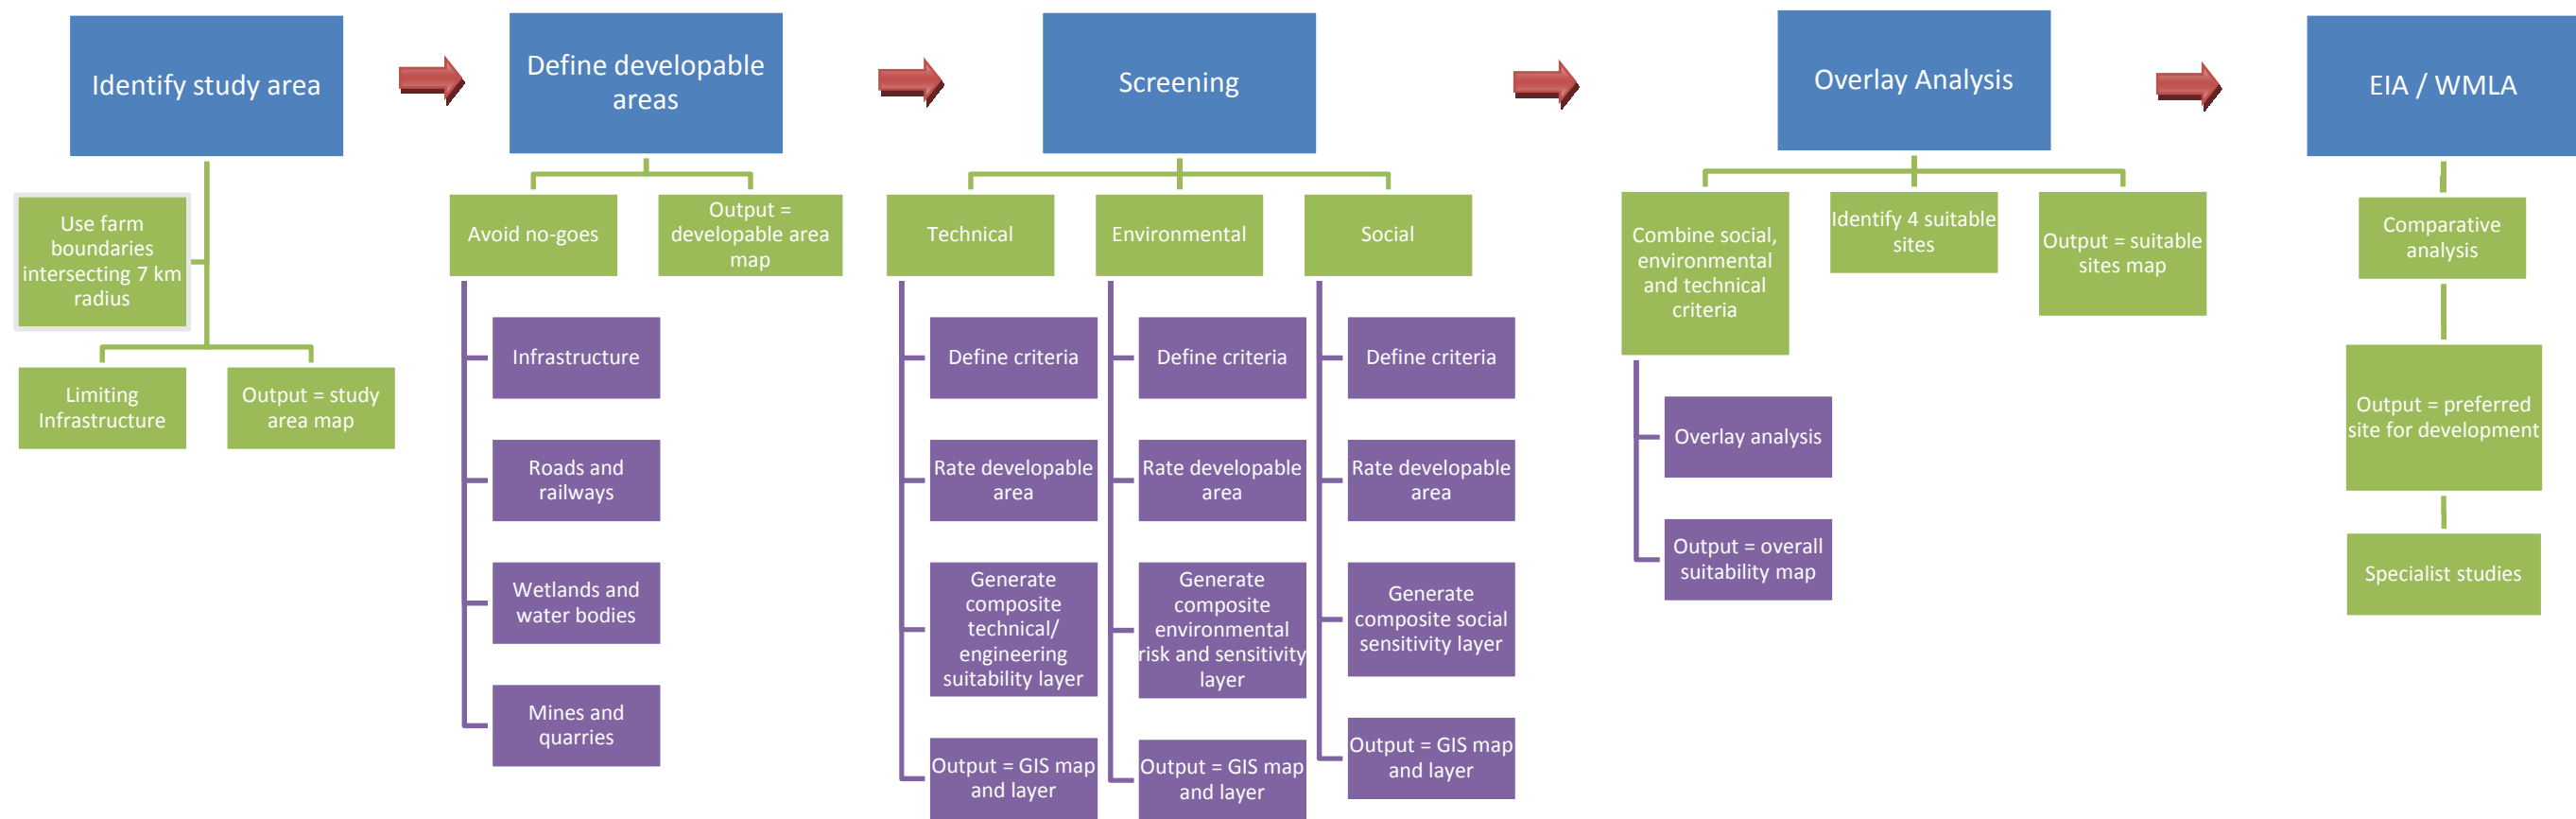 Identify study area
Use farm
boundaries
intersecting 7 km
radius
Limiting
Infrastructure
Output = study
area map
Define developable
areas
Avoid no-goes
Output =
developable area
map
Infrastructure
Roads and
railways
Wetlands and
water bodies
Mines and
quarries
Screening
Technical
Define criteria
Rate developable
area
Generate
composite
technical/
engineering
suitability layer
Output = GIS map
and layer
Environmental
Define criteria
Rate developable
area
Generate
composite
environmental
risk and sensitivity
layer
Output = GIS map
and layer
Social
Define criteria
Rate developable
area
Generate
composite social
sensitivity layer
Output = GIS map
and layer
Overlay Analysis
Combine social,
environmental
and technical
criteria
Overlay analysis
Output = overall
suitability map
Identify 4 suitable
sites
Output = suitable
sites map
EIA / WMLA
Comparative
analysis
Output = preferred
site for development
Specialist studies